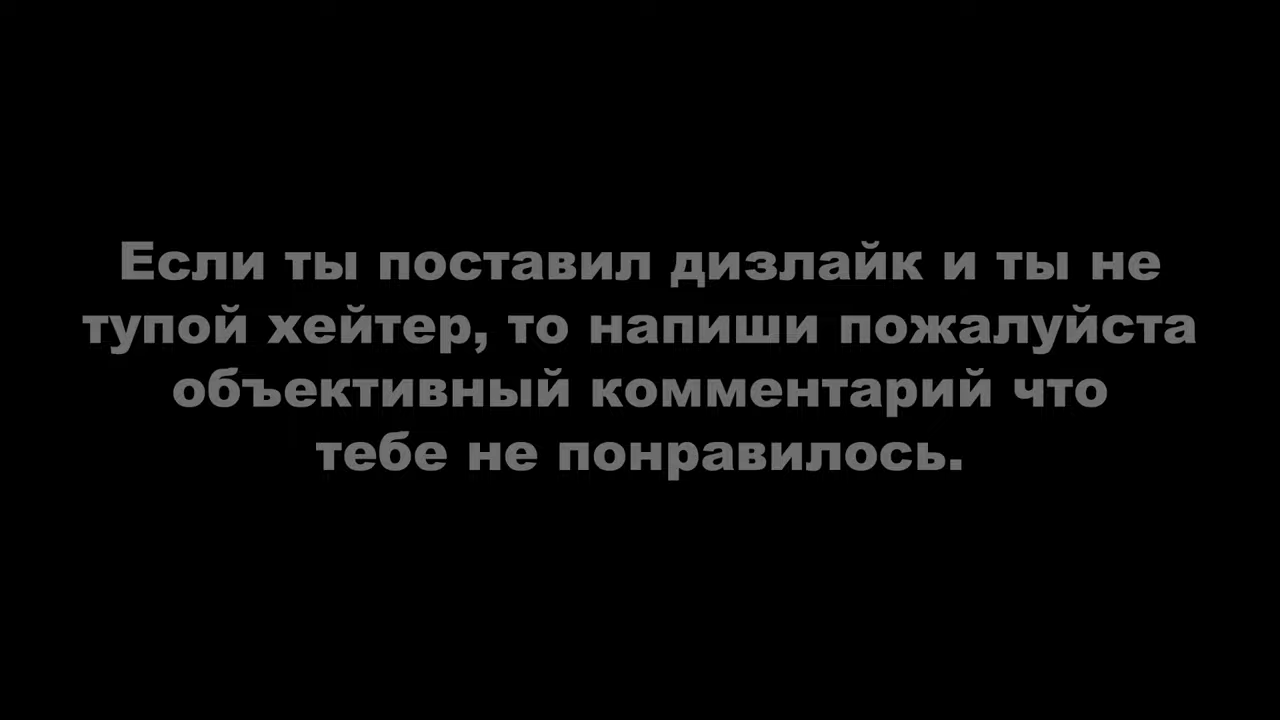 Если ты поставил дизлайк и ты не
тупой хейтер, то напиши пожалуйста
объективный комментарий что
тебе не понравилось.